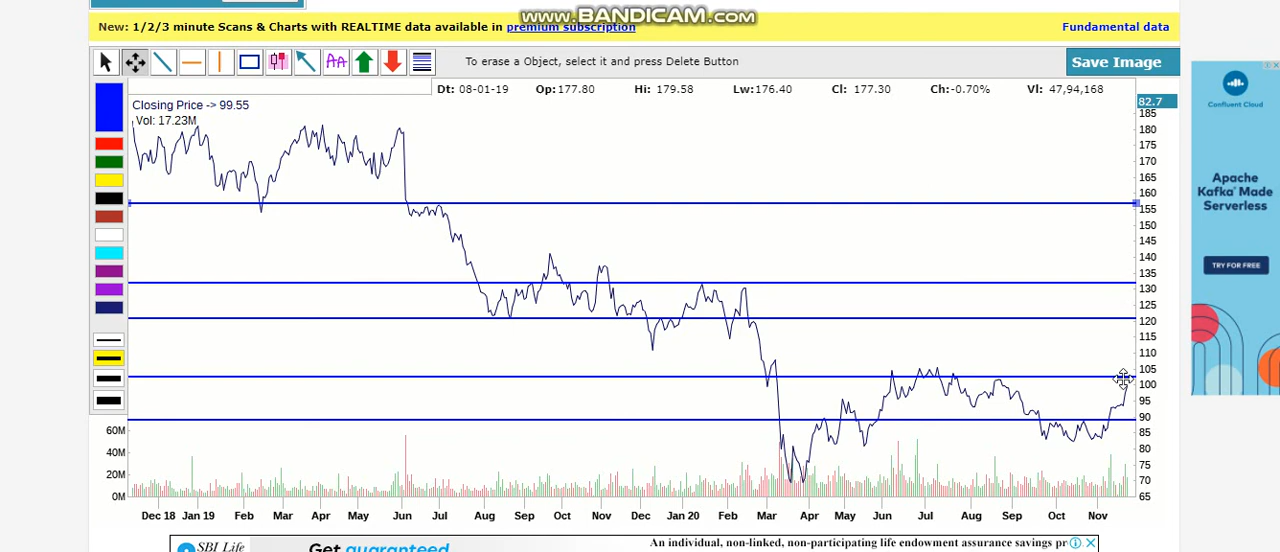 www.BANDICAM.com
New: 1/2/3 minute Scans & Charts with REALTIME data available in premium subscription
Fundamental data
AA
To erase a Object, select it and press Delete Button
Save Image
Dt: 08-01-19 Op:177.80 Hi: 179.58 Lw:176.40 Cl: 177.30 Ch:-0.70% Vl: 47,94,168
Closing Price -> 99.55
Vol: 17.23M
82.7
185
180
175
170
165
160
155
150
145
140
135
130
125
120
115
110
105
100
95
90
85
80
75
70
65
60M
40M
20M
0M
Dec 18 Jan 19 Feb Mar Apr May Jun Jul Aug Sep Oct Nov Dec Jan 20 Feb Mar Apr May Jun Jul Aug Sep Oct Nov
Confluent Cloud
Apache
Kafka® Made
Serverless
TRY FOR FREE
SBI Life
Get guaranteed
An individual, non-linked, non-participating life endowment assurance savings pr